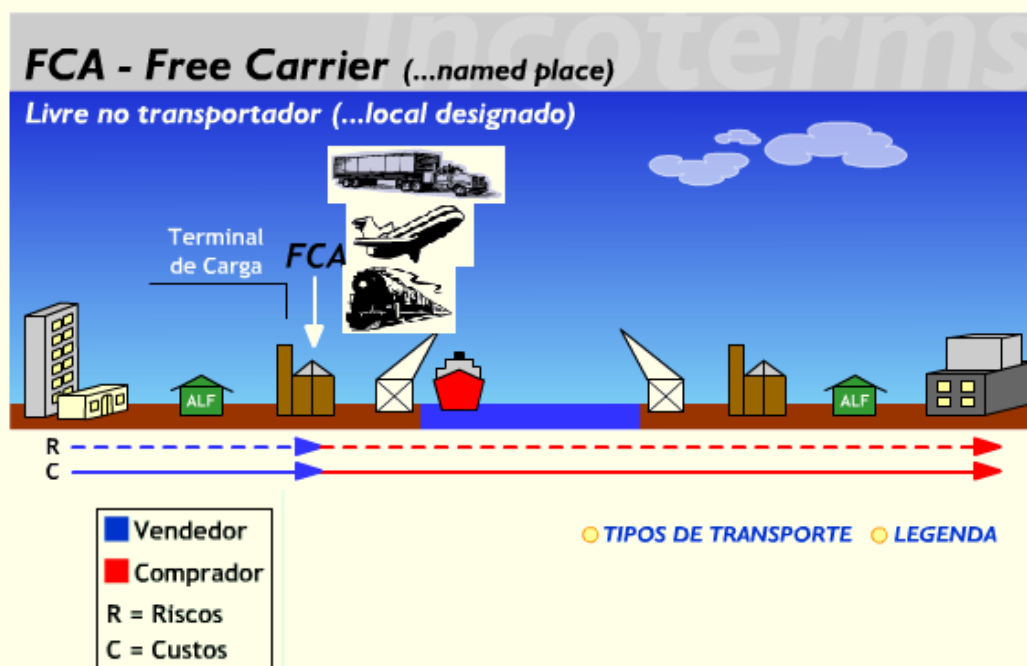 Incoterms
FCA - Free Carrier (...named place)
Livre no transportador (...local designado)
Terminal
de Carga
FCA
ALF
ALF
R
C
Vendedor
Comprador
R = Riscos
C = Custos
TIPOS DE TRANSPORTE
LEGENDA